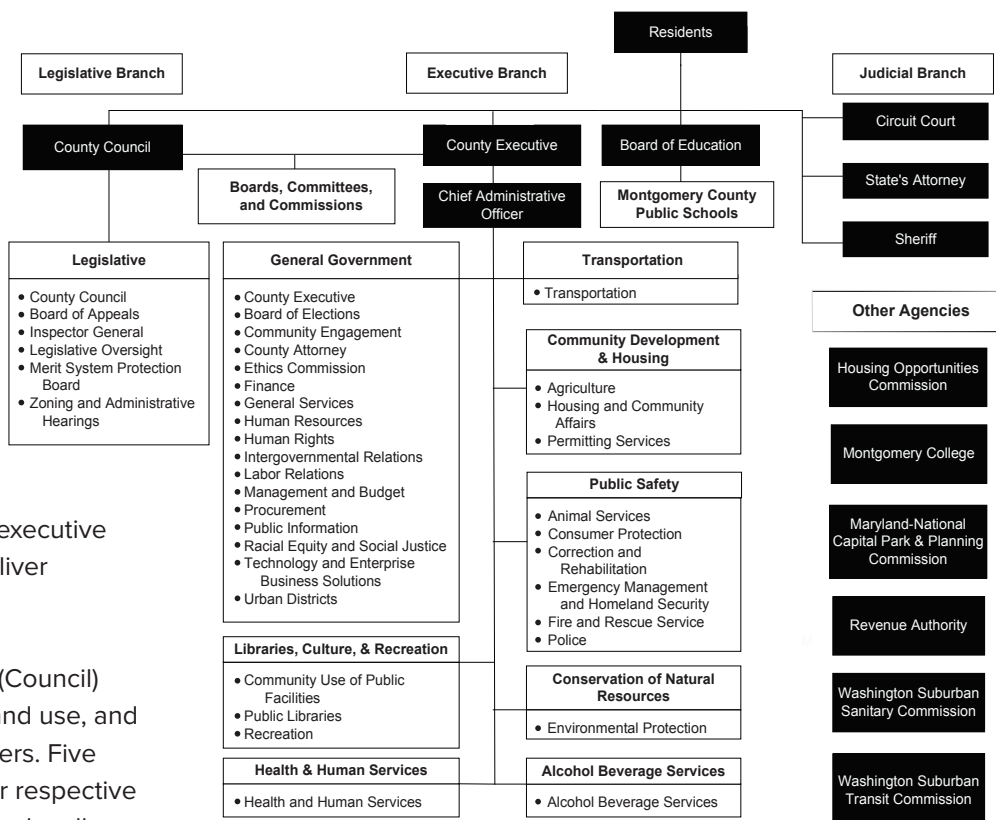 Residents
Legislative Branch
Executive Branch
Judicial Branch
County Council
County Executive
Board of Education
Circuit Court
State's Attorney
Sheriff
Boards, Committees,
and Commissions
Chief Administrative
Officer
Montgomery County
Public Schools
Legislative
• County Council
• Board of Appeals
• Inspector General
• Legislative Oversight
• Merit System Protection
Board
• Zoning and Administrative
Hearings
General Government
• County Executive
• Board of Elections
• Community Engagement
• County Attorney
• Ethics Commission
• Finance
• General Services
• Human Resources
• Human Rights
• Intergovernmental Relations
• Labor Relations
• Management and Budget
• Procurement
• Public Information
• Racial Equity and Social Justice
• Technology and Enterprise
Business Solutions
• Urban Districts
Libraries, Culture, & Recreation
• Community Use of Public
Facilities
• Public Libraries
• Recreation
Health & Human Services
• Health and Human Services
Transportation
• Transportation
Community Development
& Housing
• Agriculture
• Housing and Community
Affairs
• Permitting Services
Public Safety
• Animal Services
• Consumer Protection
• Correction and
Rehabilitation
• Emergency Management
and Homeland Security
• Fire and Rescue Service
• Police
Conservation of Natural
Resources
• Environmental Protection
Alcohol Beverage Services
• Alcohol Beverage Services
Other Agencies
Housing Opportunities
Commission
Montgomery College
Maryland-National
Capital Park & Planning
Commission
Revenue Authority
Washington Suburban
Sanitary Commission
Washington Suburban
Transit Commission
executive
liver
(Council)
and use, and
ers. Five
r respective